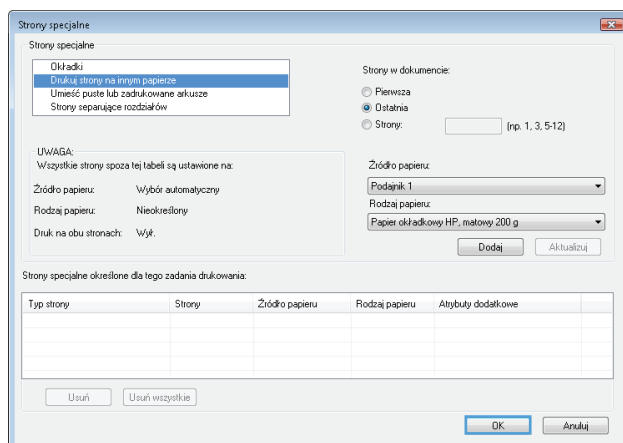 Strony specjalne
Strony specjalne
Okładki
Drukuj strony na innym papierze
Umieść puste lub zadrukowane arkusze
Strony separujące rozdziałów
Strony w dokumencie:
Pierwsza
Ostatnia
Strony: (np. 1, 3, 5-12)
UWAGA:
Wszystkie strony spoza tej tabeli są ustawione na:
Źródło papieru: Wybór automatyczny
Rodzaj papieru: Nieokreślony
Druk na obu stronach: Wył.
Źródło papieru:
Podajnik 1
Rodzaj papieru:
Papier okładkowy HP, matowy 200 g
Dodaj Aktualizuj
Strony specjalne określone dla tego zadania drukowania:
Typ strony Strony Źródło papieru Rodzaj papieru Atrybuty dodatkowe
Usuń Usuń wszystkie
OK Anuluj